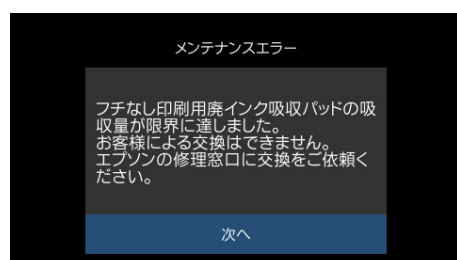 メンテナンスエラー
フチなし印刷用廃インク吸収パッドの吸
収量が限界に達しました。
お客様による交換はできません。
エプソンの修理窓口に交換をご依頼く
ださい。
次へ